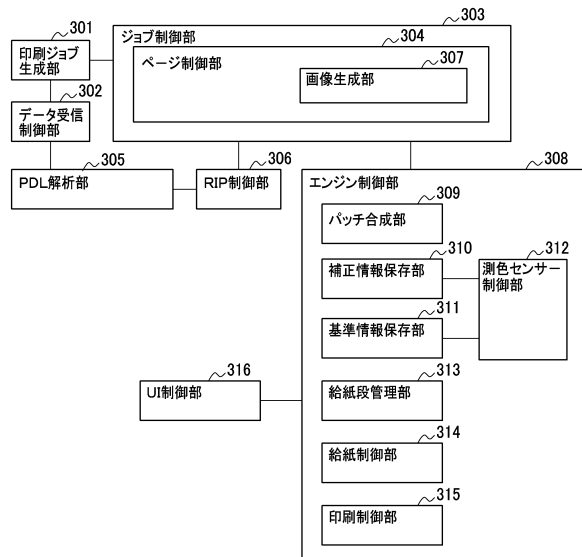 301
印刷ジョブ
生成部
302
データ受信
制御部
303
ジョブ制御部
304
ページ制御部
307
画像生成部
305
PDL解析部
306
RIP制御部
308
エンジン制御部
309
パッチ合成部
310
補正情報保存部
311
基準情報保存部
312
測色センサー
制御部
313
給紙段管理部
314
給紙制御部
315
印刷制御部
316
UI制御部